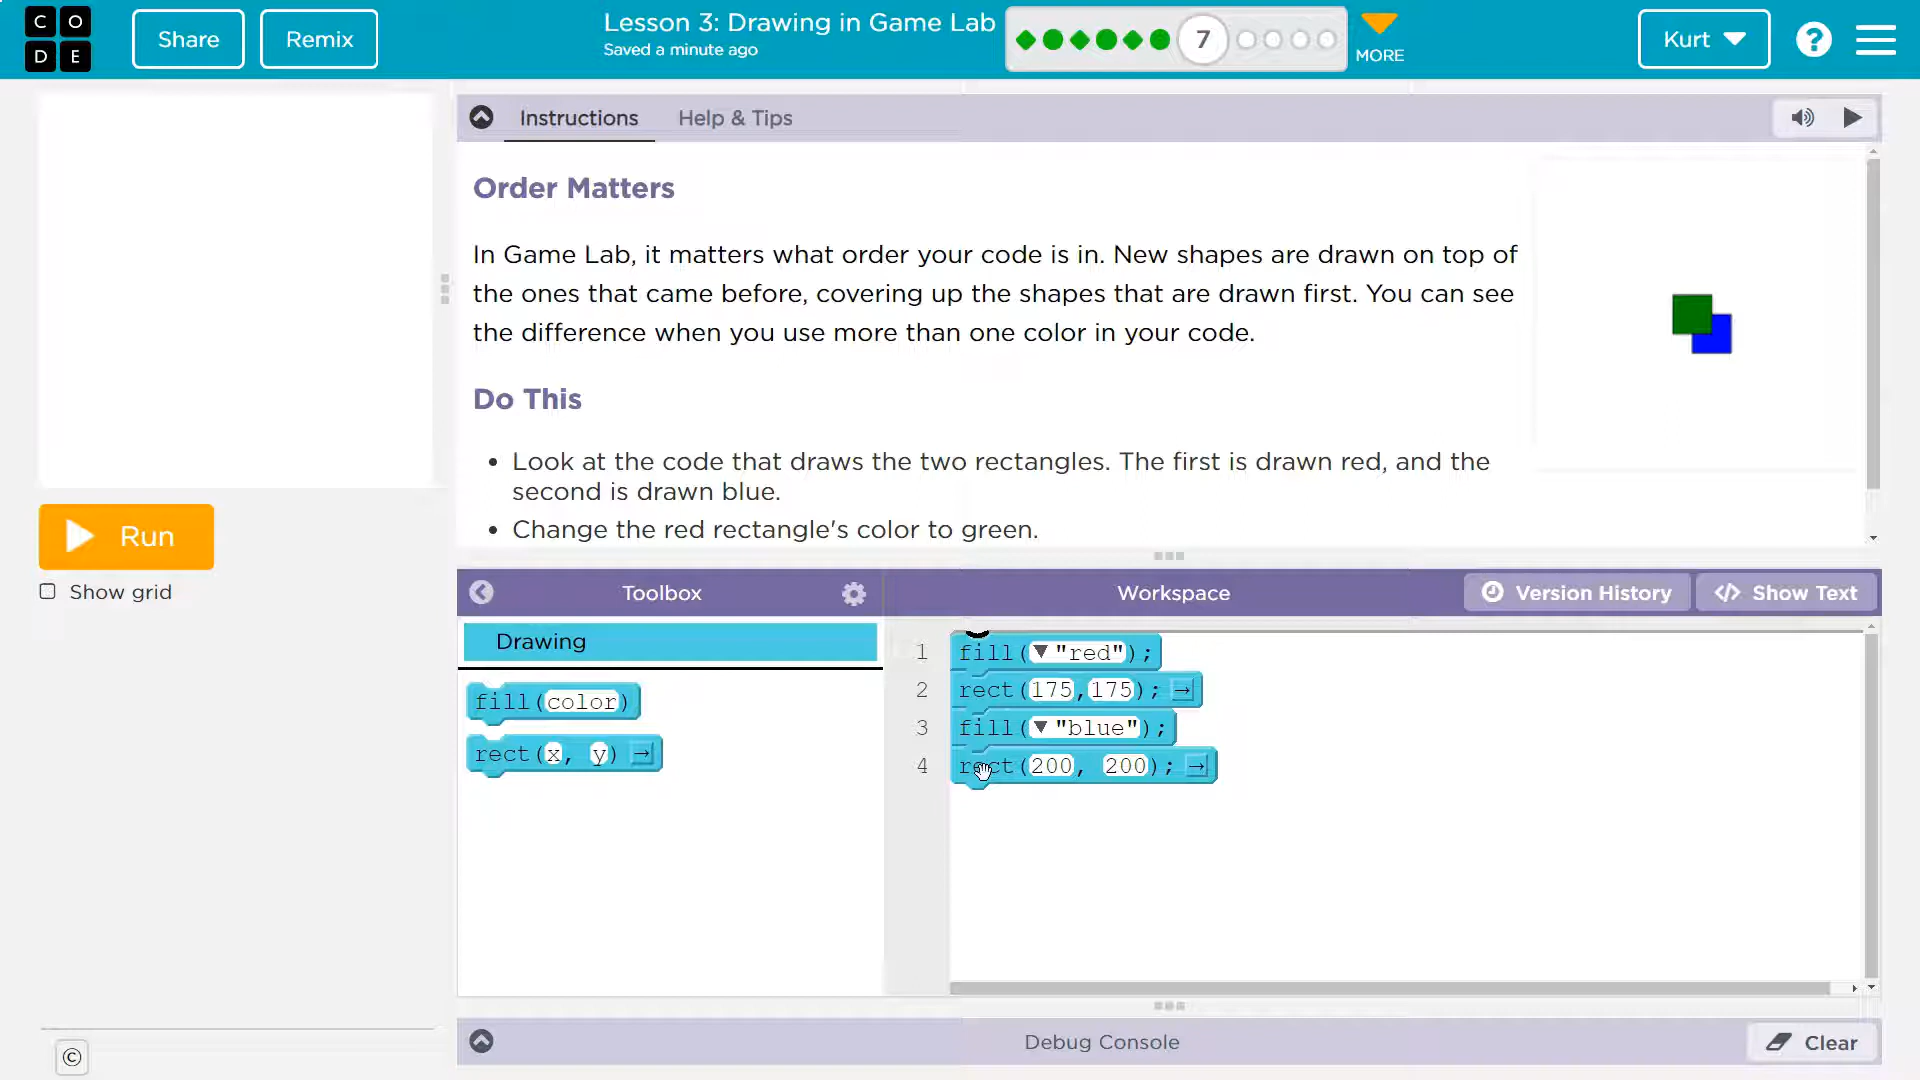 C O
D E
Share
Remix
Lesson 3: Drawing in Game Lab
Saved a minute ago
7
MORE
Kurt
?
Instructions
Help & Tips
Order Matters
In Game Lab, it matters what order your code is in. New shapes are drawn on top of
the ones that came before, covering up the shapes that are drawn first. You can see
the difference when you use more than one color in your code.
Do This
• Look at the code that draws the two rectangles. The first is drawn red, and the
second is drawn blue.
• Change the red rectangle's color to green.
Run
Show grid
Toolbox
Workspace
Version History
</> Show Text
Drawing
fill(color)
rect(x, y)
1 fill("red");
2 rect(175,175);
3 fill("blue");
4 rect(200, 200);
Debug Console
Clear
©